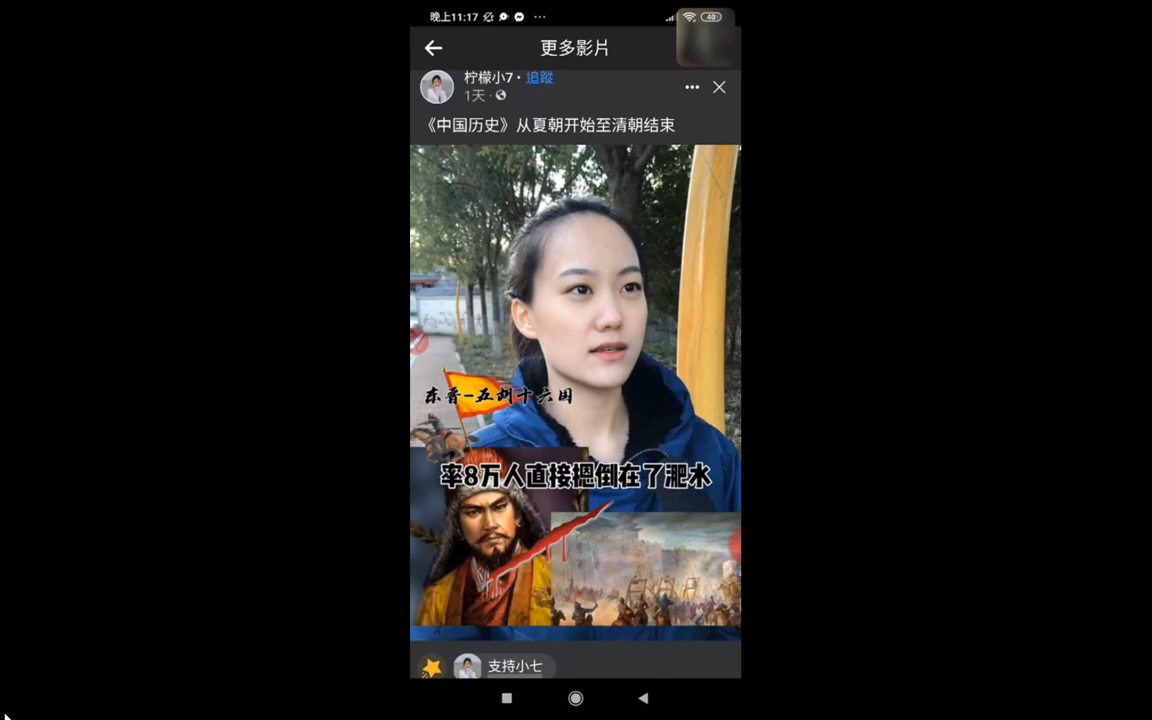 晚上11:17
40
更多影片
柠檬小7 · 追蹤
1天 ·
《中国历史》从夏朝开始至清朝结束
东晋-五胡十六国
率8万人直接摁倒在了淝水
支持小七